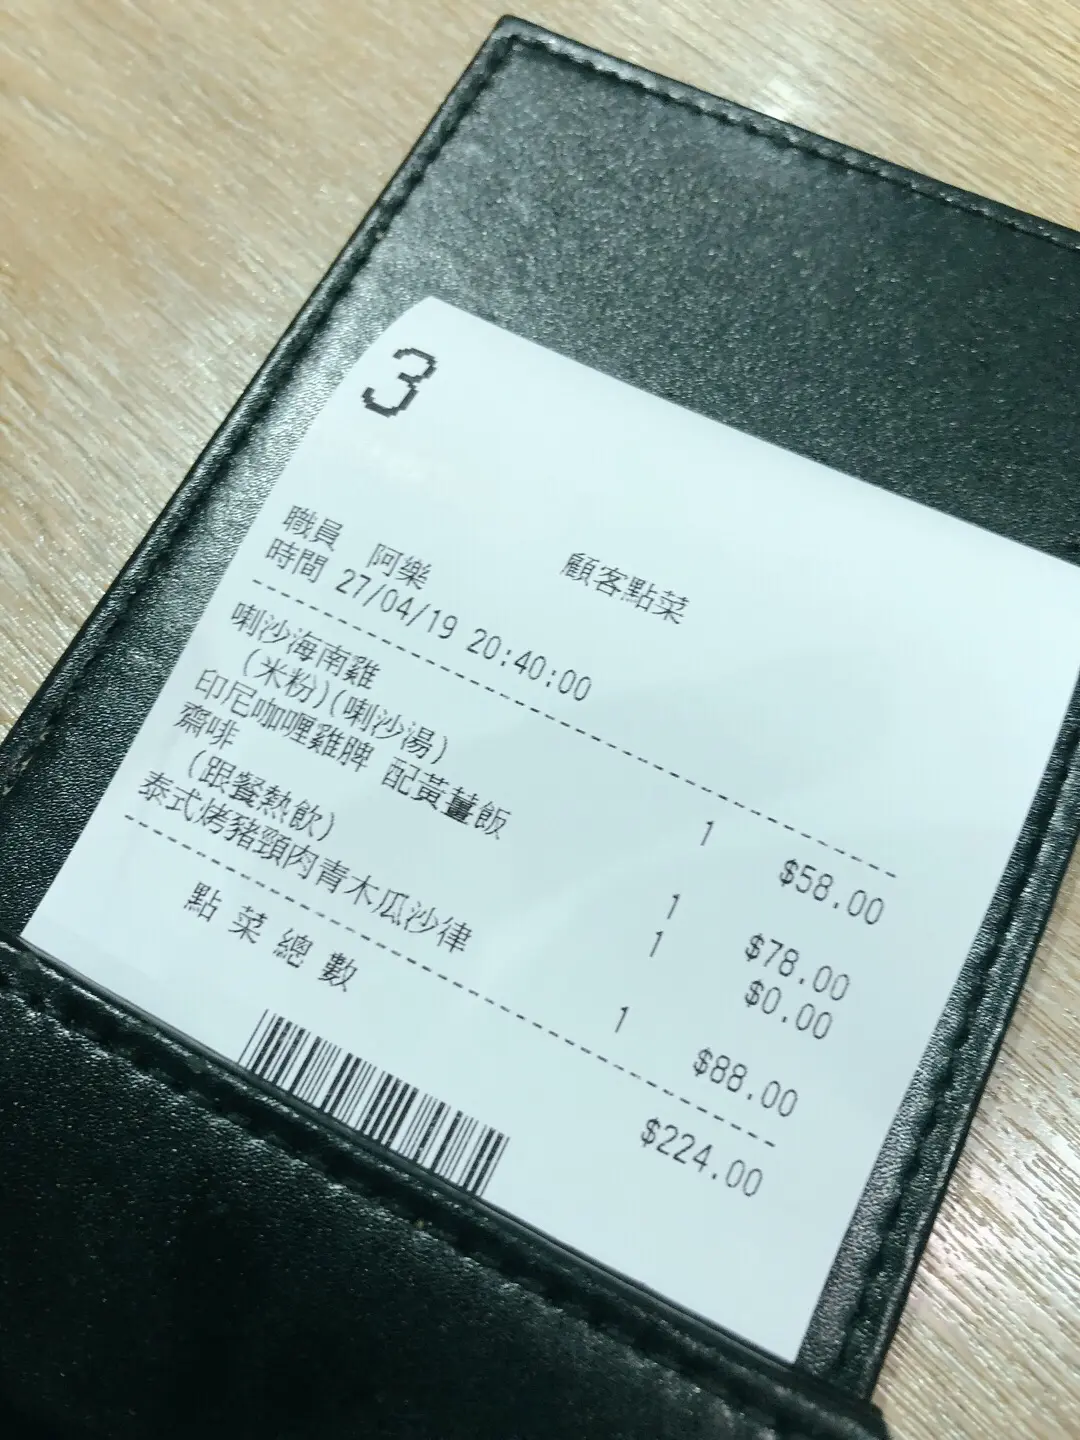 3
顧客點菜
職員 阿樂
時間 27/04/19 20:40:00
喇沙海南雞
(米粉)(喇沙湯) 1 $58.00
印尼咖喱雞脾 配黃薑飯 1 $78.00
齋啡 1 $0.00
(跟餐熱飲)
泰式烤豬頸肉青木瓜沙律 1 $88.00
點菜總數 $224.00